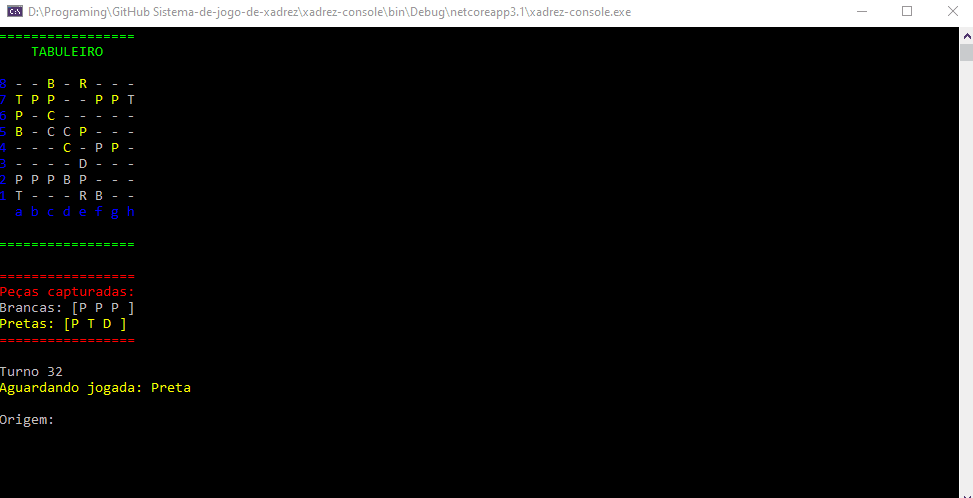 D:\Programing\GitHub Sistema-de-jogo-de-xadrez\xadrez-console\bin\Debug\netcoreapp3.1\xadrez-console.exe
=================
TABULEIRO
8 - - B - R - - -
7 T P P - - P P T
6 P - C - - - - -
5 B - C C P - - -
4 - - - C - P P -
3 - - - - D - - -
2 P P P B P - - -
1 T - - - R B - -
a b c d e f g h
=================
=================
Peças capturadas:
Brancas: [P P P ]
Pretas: [P T D ]
=================
Turno 32
Aguardando jogada: Preta
Origem: